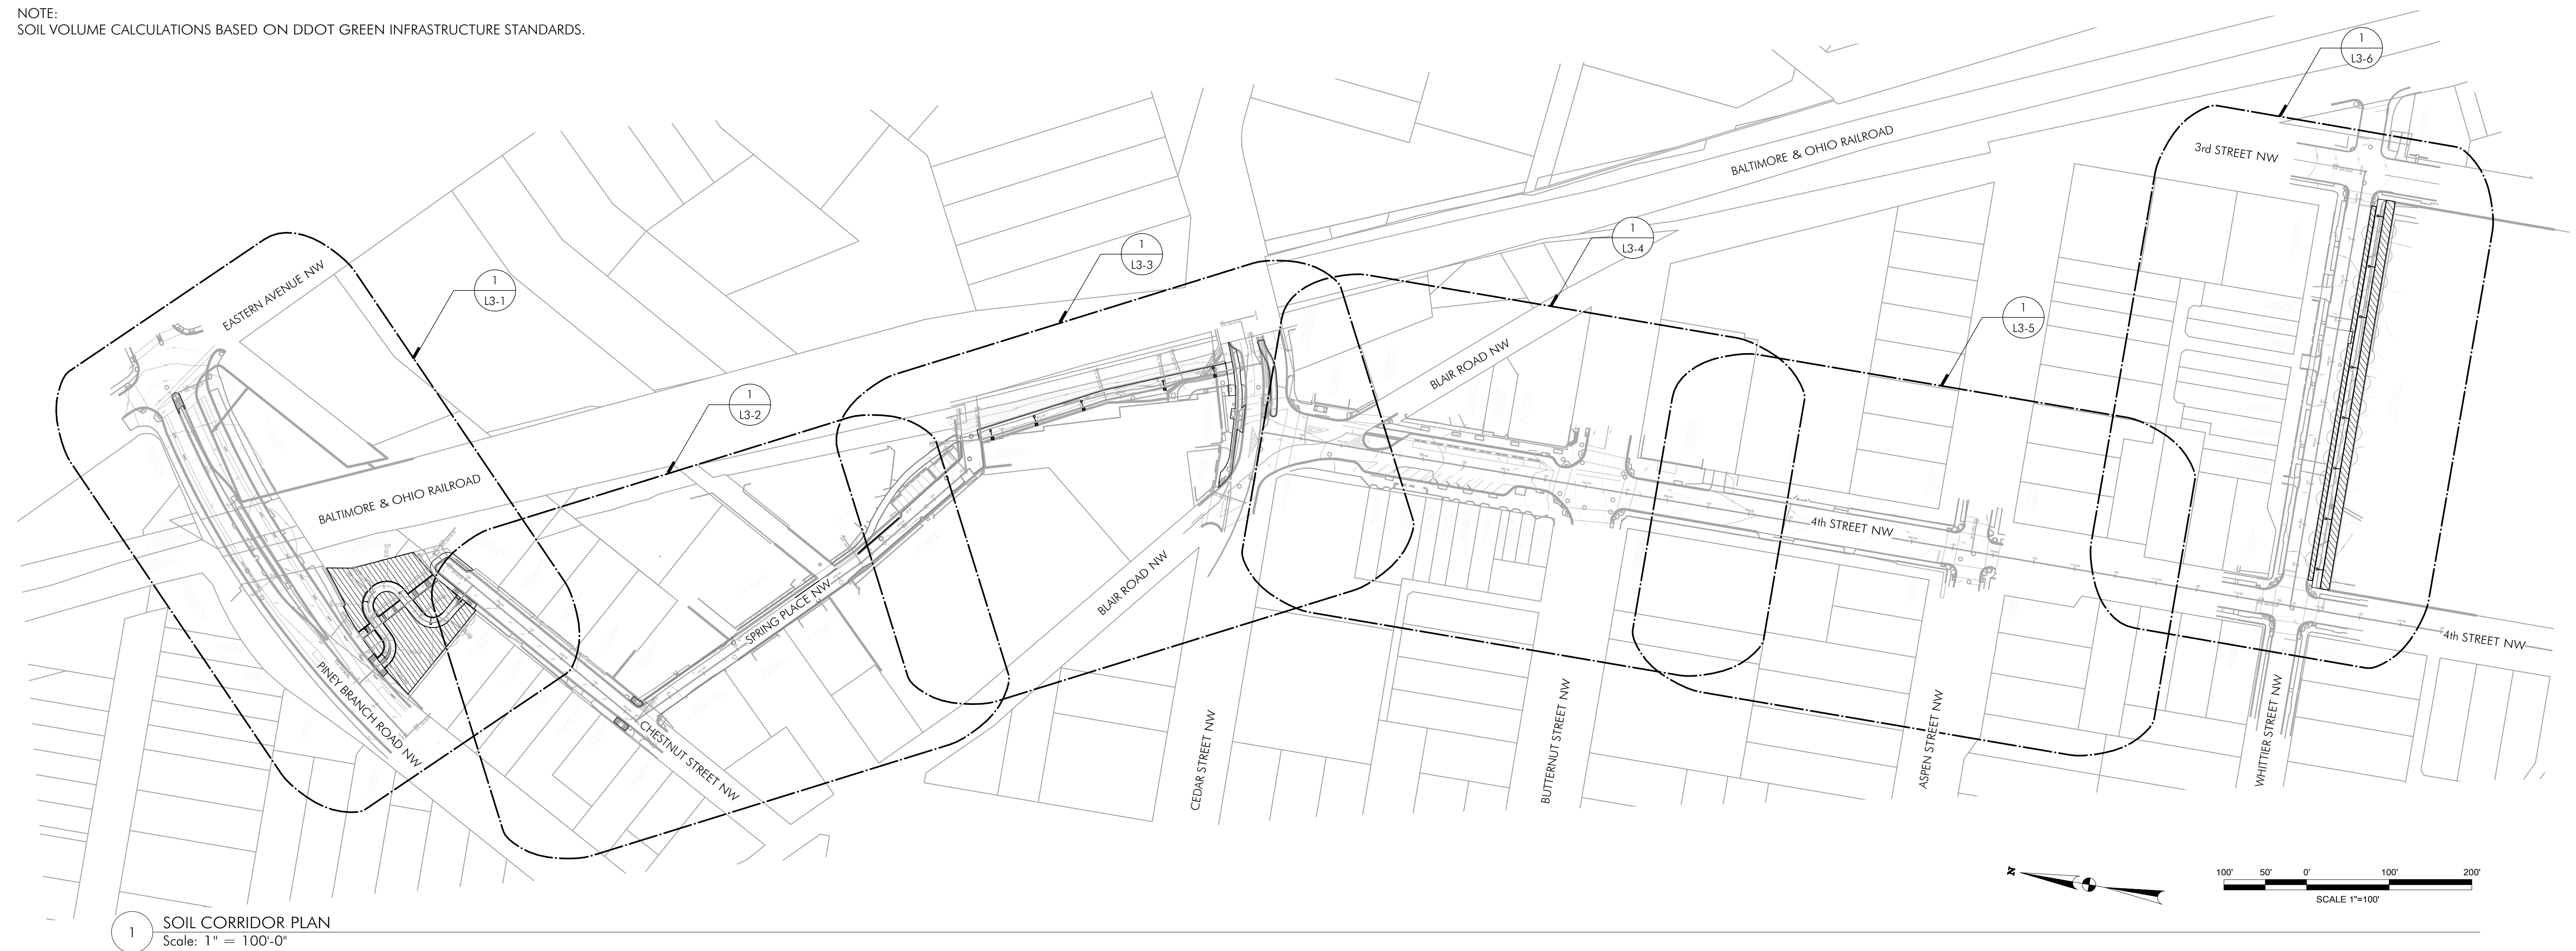 NOTE:
SOIL VOLUME CALCULATIONS BASED ON DDOT GREEN INFRASTRUCTURE STANDARDS.
1
L3-6
3rd STREET NW
BALTIMORE & OHIO RAILROAD
1
L3-4
1
L3-3
1
L3-1
EASTERN AVENUE NW
1
L3-5
BLAIR ROAD NW
1
L3-2
BALTIMORE & OHIO RAILROAD
4th STREET NW
BLAIR ROAD NW
SPRING PLACE NW
4th STREET NW
PINEY BRANCH ROAD NW
CHESTNUT STREET NW
CEDAR STREET NW
BUTTERNUT STREET NW
ASPEN STREET NW
WHITTIER STREET NW
N
100' 50' 0' 100' 200'
SCALE 1"=100'
1
SOIL CORRIDOR PLAN
Scale: 1" = 100'-0"